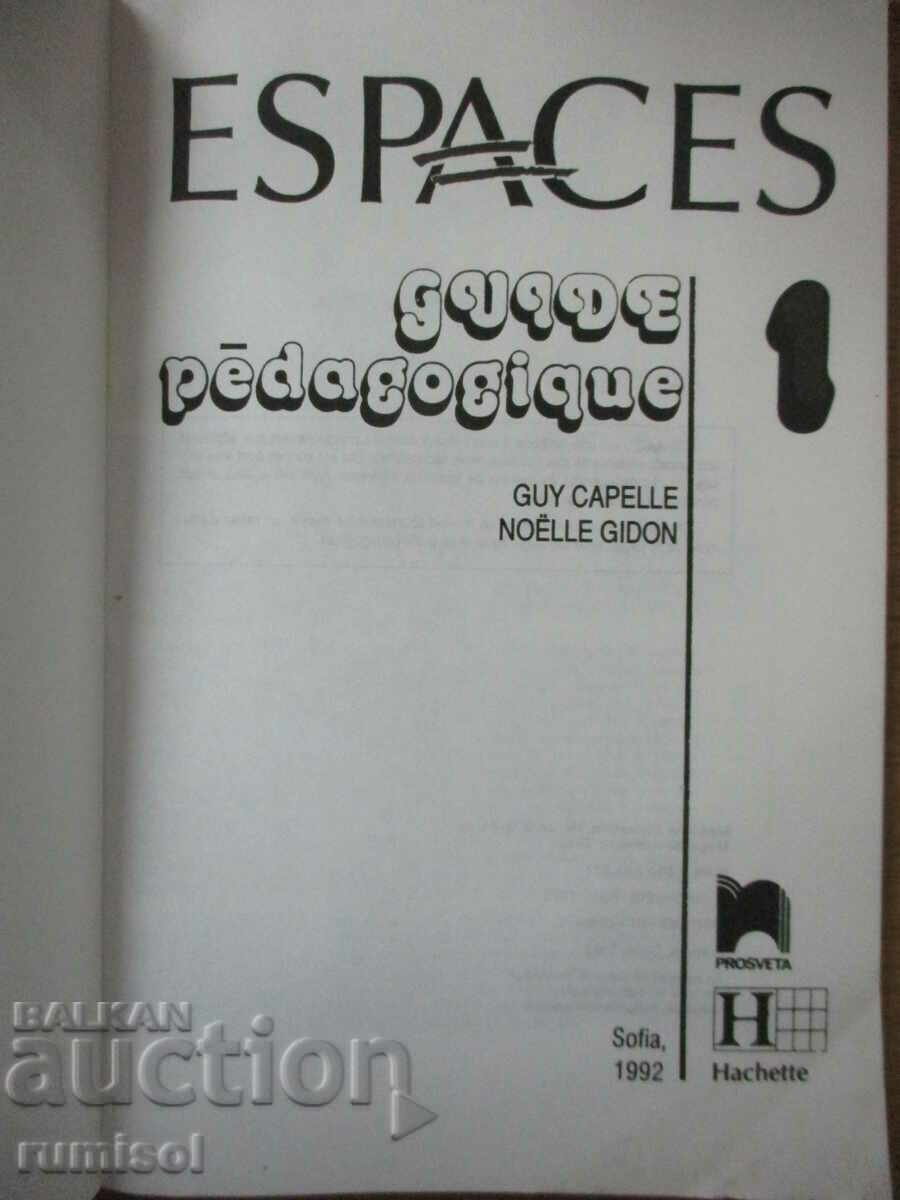 ESPACES
GUIDE
pédagogique
1
GUY CAPELLE
NOËLLE GIDON
PROSVETA
H
Sofia,
1992
Hachette
BALKAN
auction
rumisol